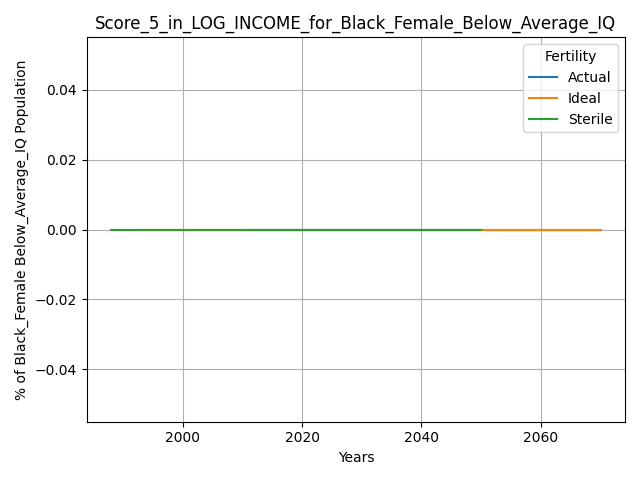 Score_5_in_LOG_INCOME_for_Black_Female_Below_Average_IQ
Fertility
Actual
Ideal
Sterile
% of Black_Female Below_Average_IQ Population
0.04
0.02
0.00
−0.02
−0.04
2000 2020 2040 2060
Years